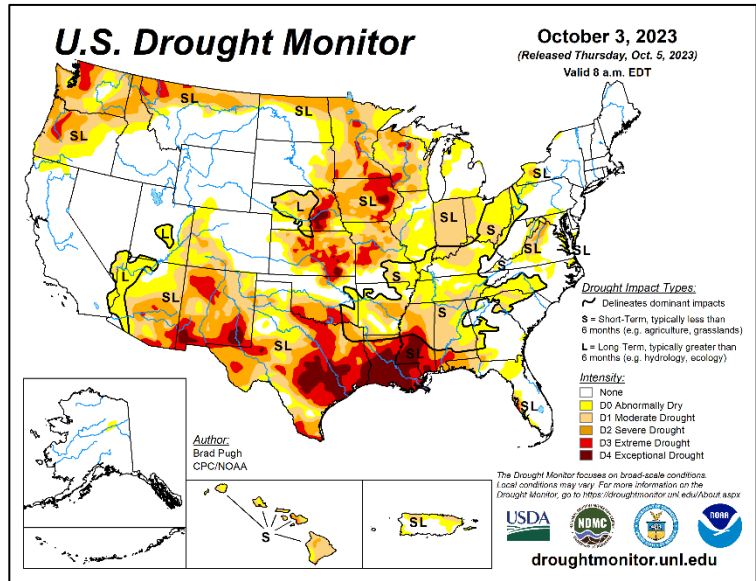 U.S. Drought Monitor
October 3, 2023
(Released Thursday, Oct. 5, 2023)
Valid 8 a.m. EDT
SL
SL
SL
SL
SL
SL
L
SL
SL
S
L
L
S
S
SL
SL
S
SL
SL
SL
Drought Impact Types:
Delineates dominant impacts
S = Short-Term, typically less than
6 months (e.g. agriculture, grasslands)
L = Long-Term, typically greater than
6 months (e.g. hydrology, ecology)
Intensity:
None
D0 Abnormally Dry
D1 Moderate Drought
D2 Severe Drought
D3 Extreme Drought
D4 Exceptional Drought
Author:
Brad Pugh
CPC/NOAA
S
SL
The Drought Monitor focuses on broad-scale conditions.
Local conditions may vary. For more information on the
Drought Monitor, go to https://droughtmonitor.unl.edu/About.aspx
USDA
NDMC
NOAA
droughtmonitor.unl.edu